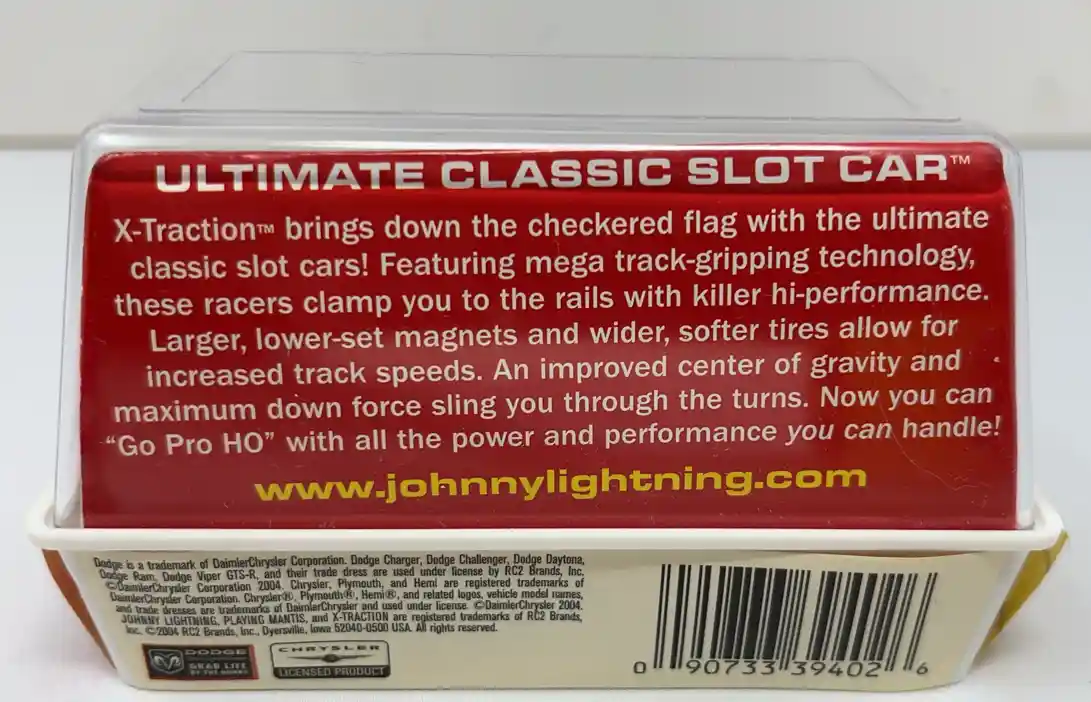 ULTIMATE CLASSIC SLOT CAR™
X-Traction™ brings down the checkered flag with the ultimate
classic slot cars! Featuring mega track-gripping technology,
these racers clamp you to the rails with killer hi-performance.
Larger, lower-set magnets and wider, softer tires allow for
increased track speeds. An improved center of gravity and
maximum down force sling you through the turns. Now you can
“Go Pro HO” with all the power and performance you can handle!
www.johnnylightning.com
Dodge is a trademark of DaimlerChrysler Corporation. Dodge Charger, Dodge Challenger, Dodge Daytona,
Dodge Ram, Dodge Viper GTS-R, and their trade dress are used under license by RC2 Brands, Inc.
©DaimlerChrysler Corporation 2004. Chrysler, Plymouth, and Hemi are registered trademarks of
DaimlerChrysler Corporation. Chrysler®, Plymouth®, Hemi®, and related logos, vehicle model names,
and trade dresses are trademarks of DaimlerChrysler and used under license. ©DaimlerChrysler 2004.
JOHNNY LIGHTNING, PLAYING MANTIS, and X-TRACTION are registered trademarks of RC2 Brands,
Inc. ©2004 RC2 Brands, Inc., Dyersville, Iowa 52040-0500 USA. All rights reserved.
DODGE
GRAB LIFE
BY THE HORNS
CHRYSLER
LICENSED PRODUCT
0 90733 39402 6